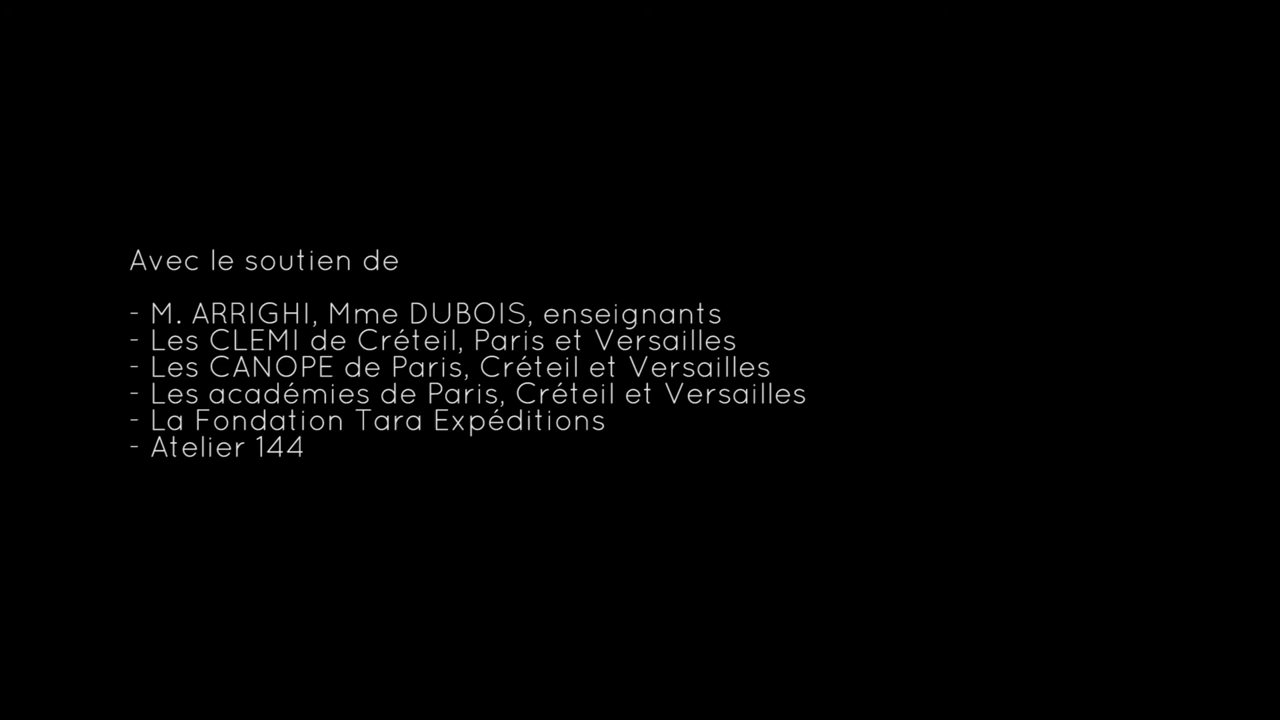 Avec le soutien de
- M. ARRIGHI, Mme DUBOIS, enseignants
- Les CLEMI de Créteil, Paris et Versailles
- Les CANOPE de Paris, Créteil et Versailles
- Les académies de Paris, Créteil et Versailles
- La Fondation Tara Expéditions
- Atelier 144